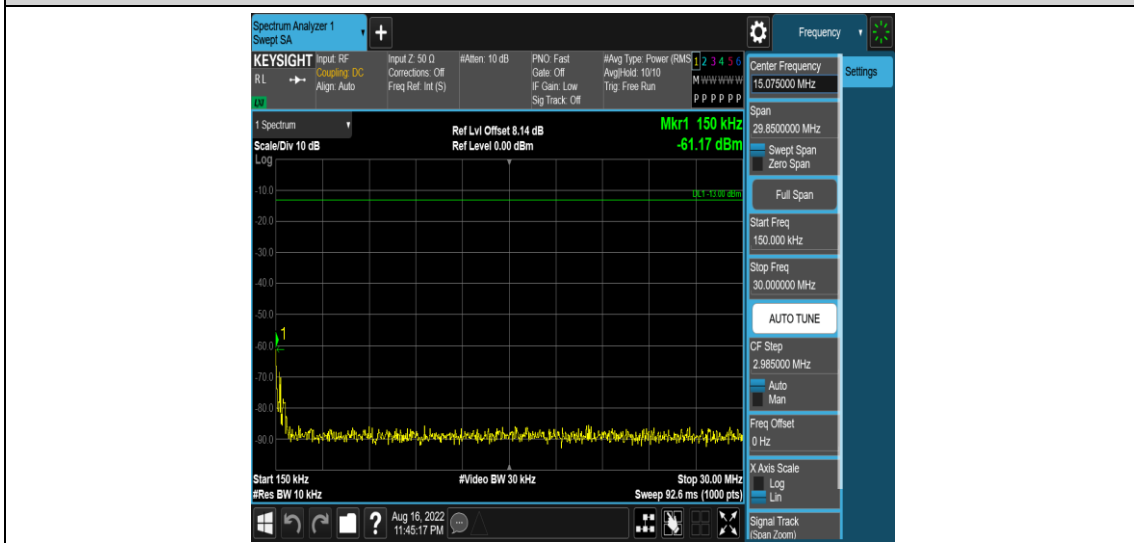 Spectrum Analyzer 1
Swept SA
+
Frequency
KEYSIGHT
RL
Input: RF
Coupling: DC
Align: Auto
Input Z: 50 Ω
Corrections: Off
Freq Ref: Int (S)
#Atten: 10 dB
PNO: Fast
Gate: Off
IF Gain: Low
Sig Track: Off
#Avg Type: Power (RMS
Avg|Hold: 10/10
Trig: Free Run
1 2 3 4 5 6
M W W W W W
P P P P P P
1 Spectrum
Scale/Div 10 dB
Ref Lvl Offset 8.14 dB
Ref Level 0.00 dBm
Mkr1 150 kHz
-61.17 dBm
Log
DL1 -13.00 dBm
-10.0
-20.0
-30.0
-40.0
-50.0
-60.0
-70.0
-80.0
-90.0
1
Start 150 kHz
#Res BW 10 kHz
#Video BW 30 kHz
Stop 30.00 MHz
Sweep 92.6 ms (1000 pts)
Aug 16, 2022
11:45:17 PM
?
Center Frequency
15.075000 MHz
Settings
Span
29.8500000 MHz
Swept Span
Zero Span
Full Span
Start Freq
150.000 kHz
Stop Freq
30.000000 MHz
AUTO TUNE
CF Step
2.985000 MHz
Auto
Man
Freq Offset
0 Hz
X Axis Scale
Log
Lin
Signal Track
(Span Zoom)